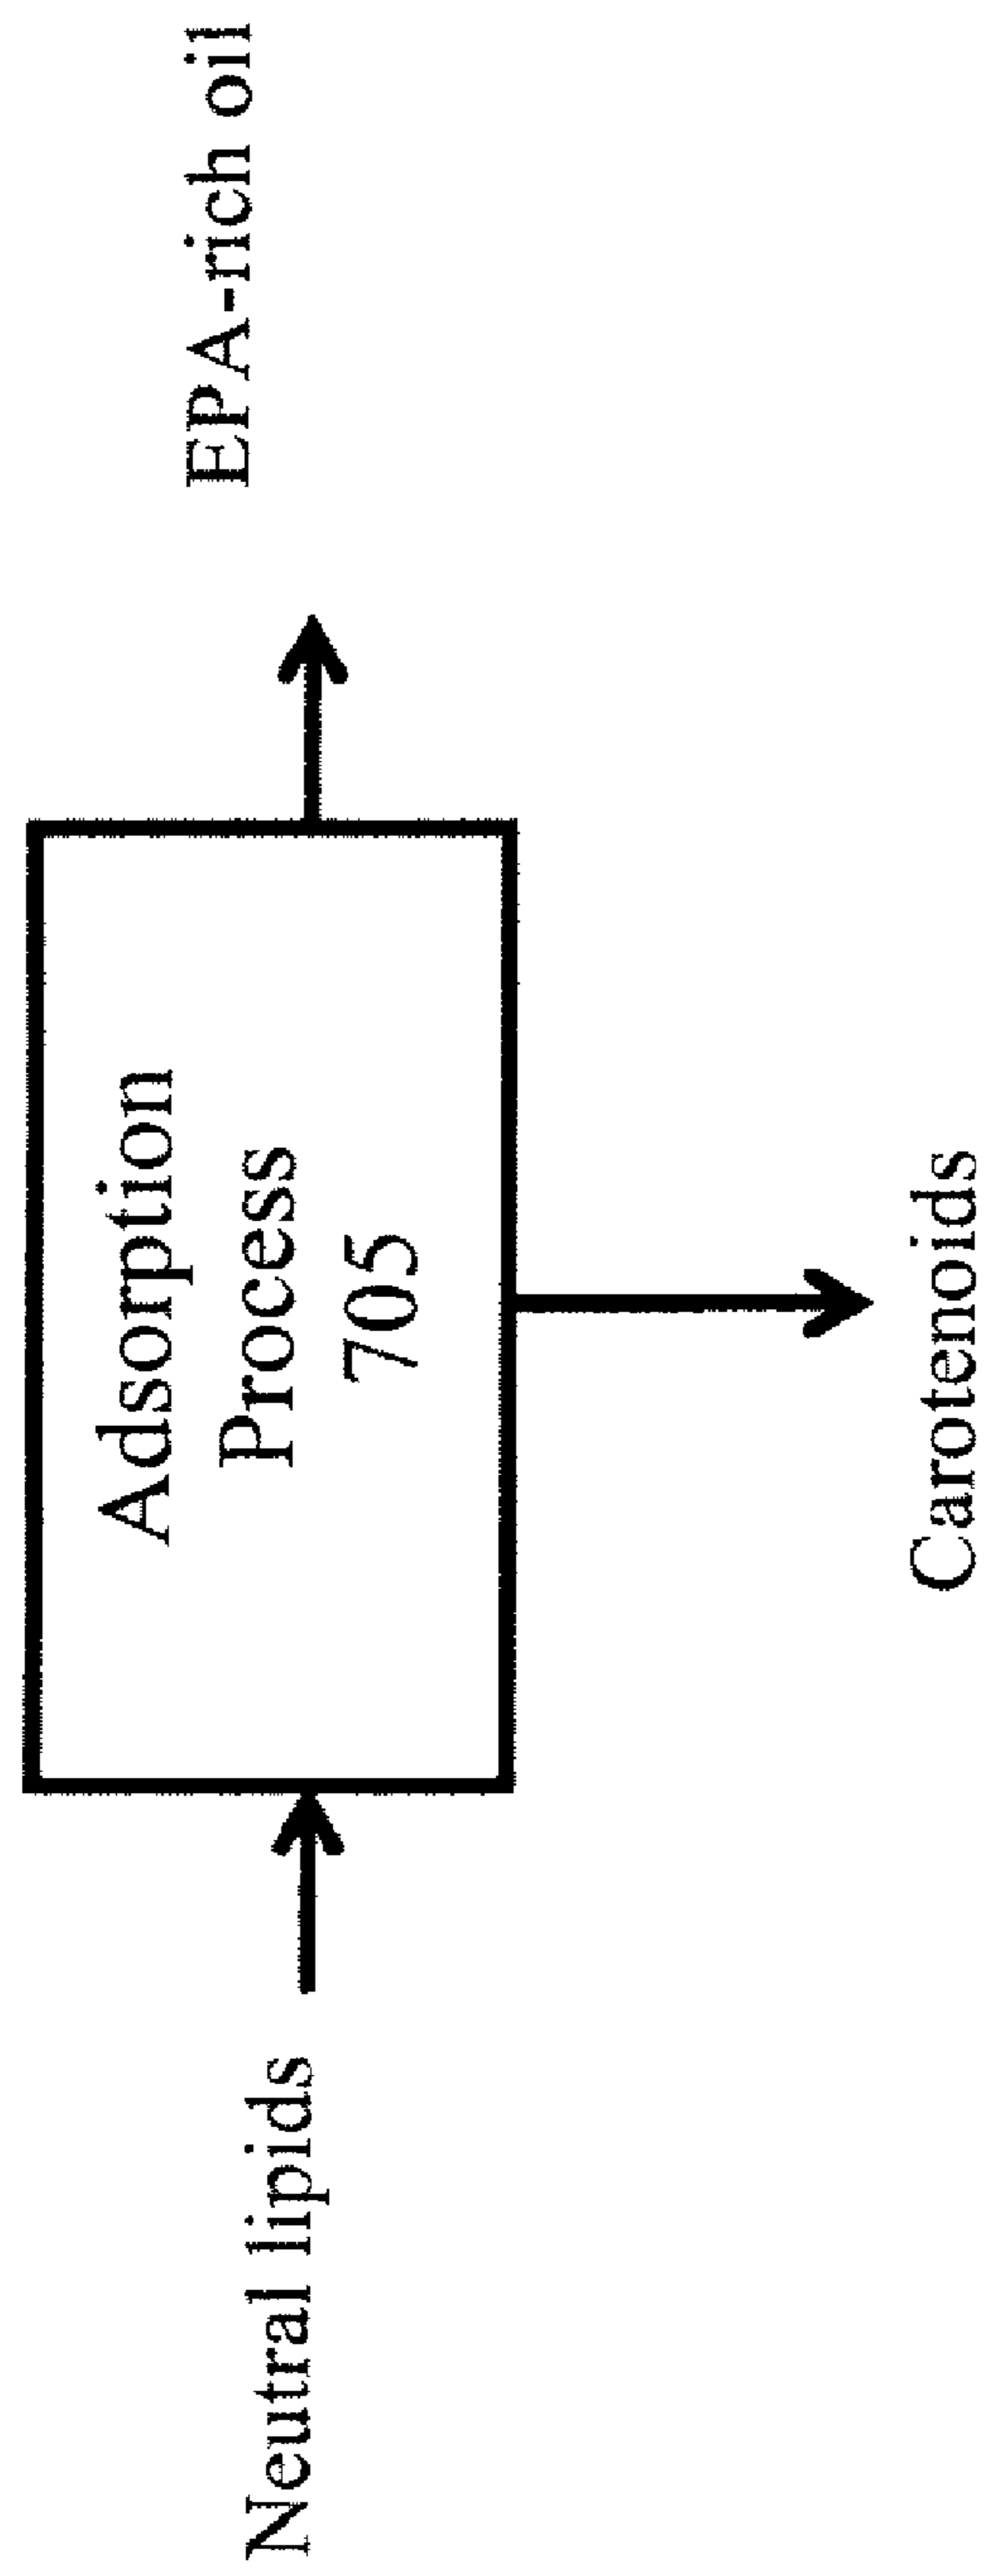 Neutral lipids
Adsorption
Process
705
EPA-rich oil
Carotenoids